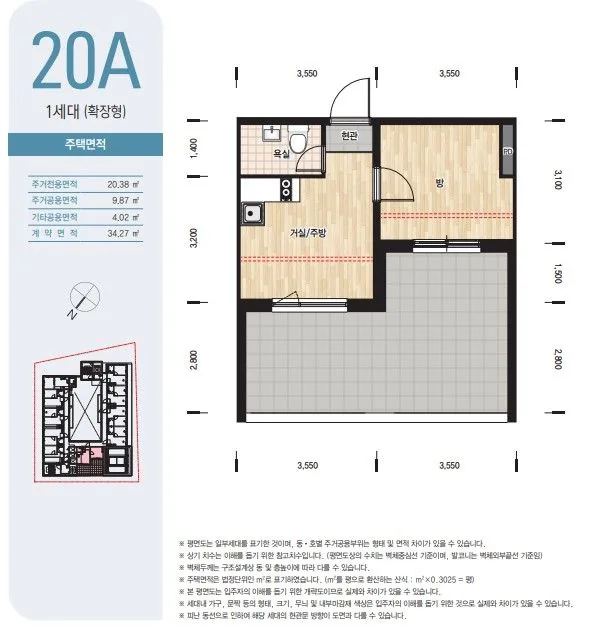 20A
1세대 (확장형)
주택면적
주거전용면적 20.38 ㎡
주거공용면적 9.87 ㎡
기타공용면적 4.02 ㎡
계 약 면 적 34.27 ㎡
N
3,550 3,550
1,400
3,200
2,800
현관
욕실
방
PD
거실/주방
3,100
1,500
2,800
3,550 3,550
※ 평면도는 일부세대를 표기한 것이며, 동·호별 주거공용부위는 형태 및 면적 차이가 있을 수 있습니다.
※ 상기 치수는 이해를 돕기 위한 참고치수입니다. (평면도상의 수치는 벽체중심선 기준이며, 발코니는 벽체외부끝선 기준임)
※ 벽체두께는 구조설계상 동 및 층높이에 따라 다를 수 있습니다.
※ 주택면적은 법정단위인 m²로 표기하였습니다. (m²를 평으로 환산하는 산식 : m²×0.3025 = 평)
※ 본 평면도는 입주자의 이해를 돕기 위한 개략도이므로 실제와 차이가 있을 수 있습니다.
※ 세대내 가구, 문짝 등의 형태, 크기, 무늬 및 내부마감재 색상은 입주자의 이해를 돕기 위한 것으로 실제와 차이가 있을 수 있습니다.
※ 피난 동선으로 인하여 해당 세대의 현관문 방향이 도면과 다를 수 있습니다.